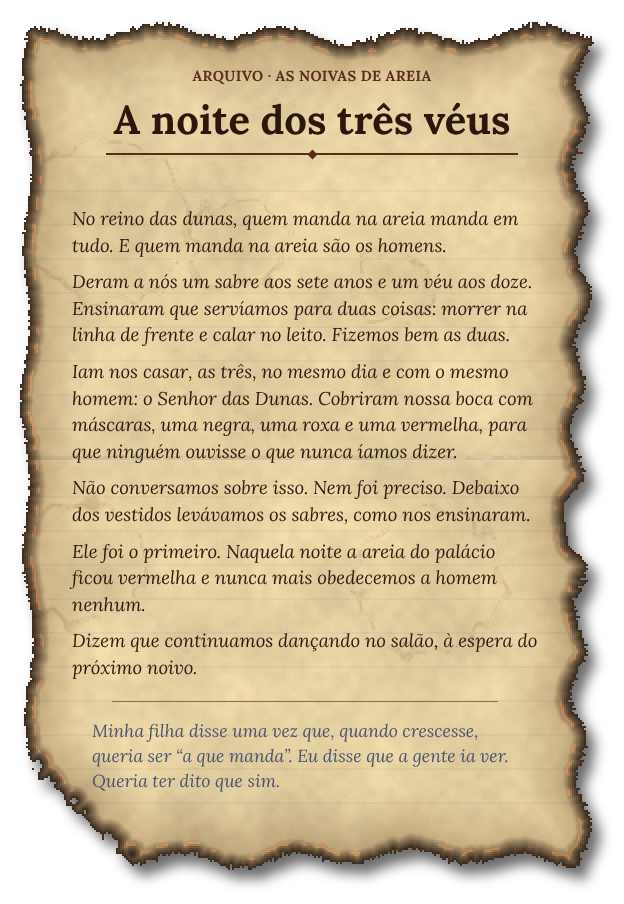 ARQUIVO · AS NOIVAS DE AREIA
A noite dos três véus
No reino das dunas, quem manda na areia manda em
tudo. E quem manda na areia são os homens.
Deram a nós um sabre aos sete anos e um véu aos doze.
Ensinaram que servíamos para duas coisas: morrer na
linha de frente e calar no leito. Fizemos bem as duas.
Iam nos casar, as três, no mesmo dia e com o mesmo
homem: o Senhor das Dunas. Cobriram nossa boca com
máscaras, uma negra, uma roxa e uma vermelha, para
que ninguém ouvisse o que nunca íamos dizer.
Não conversamos sobre isso. Nem foi preciso. Debaixo
dos vestidos levávamos os sabres, como nos ensinaram.
Ele foi o primeiro. Naquela noite a areia do palácio
ficou vermelha e nunca mais obedecemos a homem
nenhum.
Dizem que continuamos dançando no salão, à espera do
próximo noivo.
Minha filha disse uma vez que, quando crescesse,
queria ser “a que manda”. Eu disse que a gente ia ver.
Queria ter dito que sim.